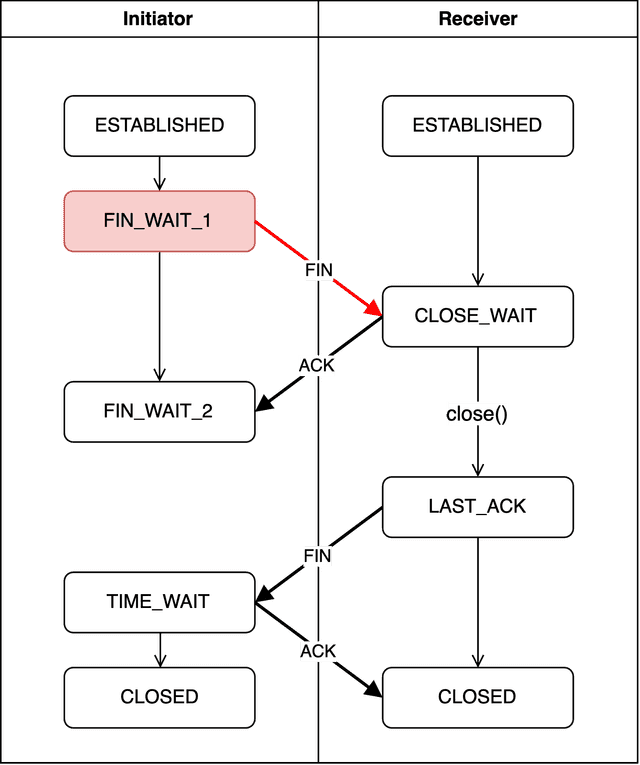 Initiator
Receiver
ESTABLISHED
ESTABLISHED
FIN_WAIT_1
FIN
CLOSE_WAIT
ACK
FIN_WAIT_2
close()
LAST_ACK
FIN
TIME_WAIT
ACK
CLOSED
CLOSED